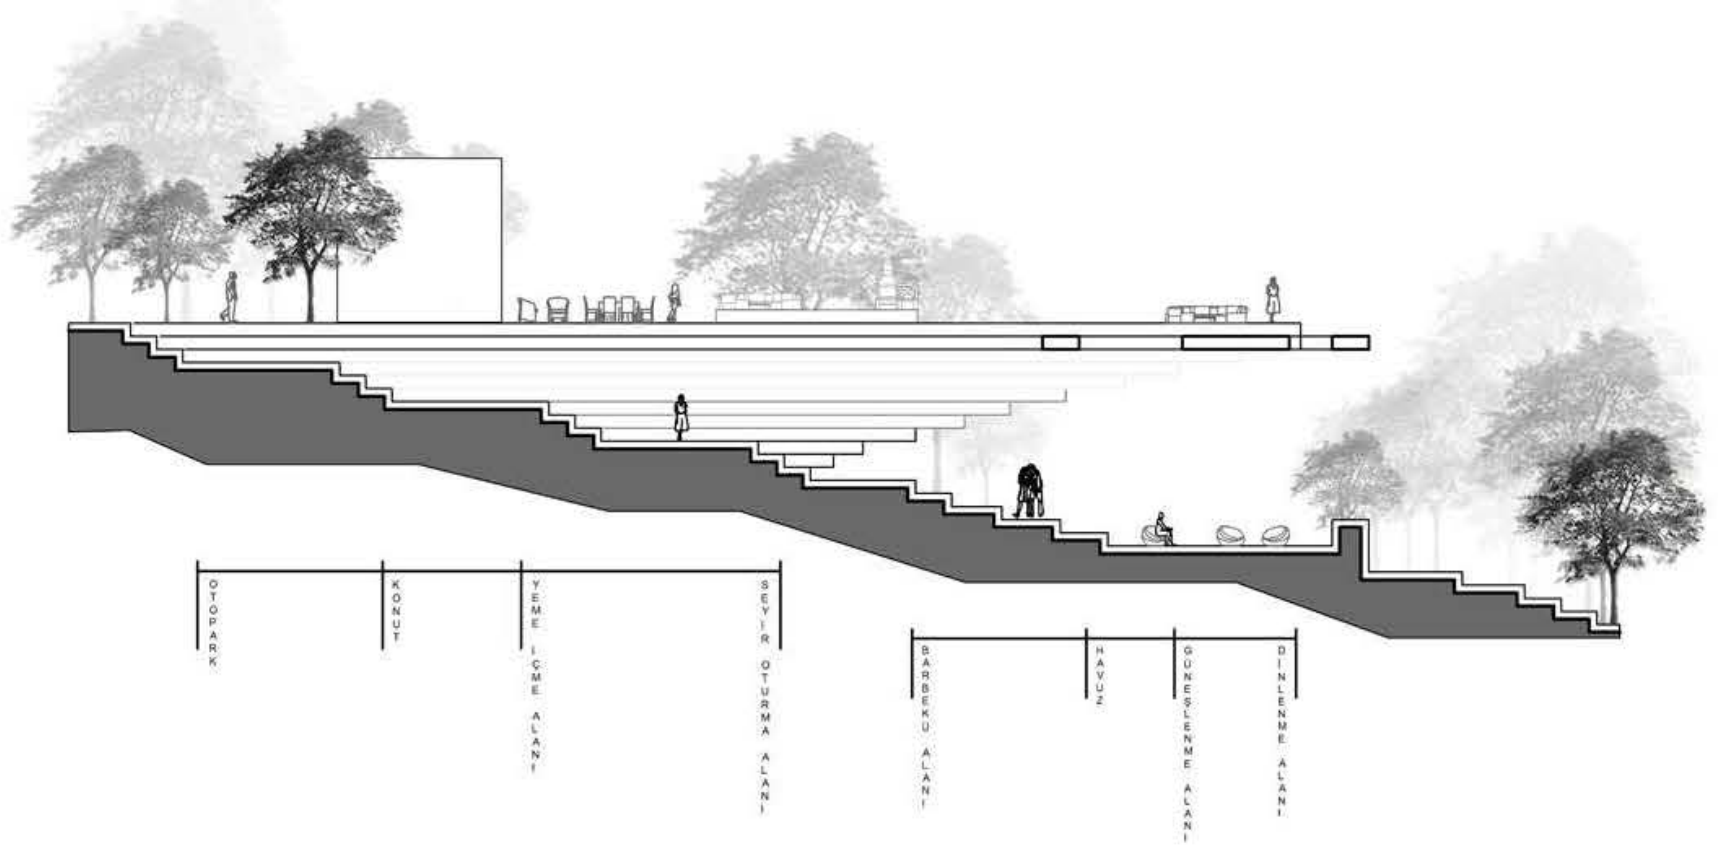 OTOPARK
KONUT
YEME İÇME ALANI
SEYİR OTURMA ALANI
BARBEKÜ ALANI
HAVUZ
GÜNEŞLENME ALANI
DİNLENME ALANI